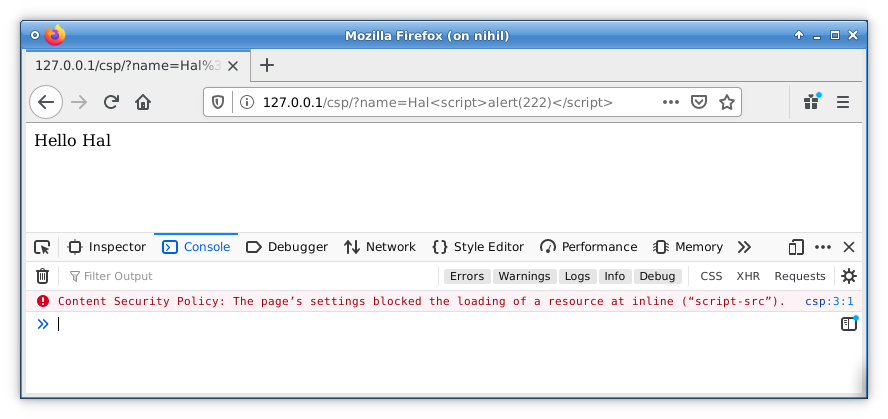 Mozilla Firefox (on nihil)
127.0.0.1/csp/?name=Hal%3
127.0.0.1/csp/?name=Hal<script>alert(222)</script>
Hello Hal
Inspector Console Debugger Network Style Editor Performance Memory
Filter Output Errors Warnings Logs Info Debug CSS XHR Requests
Content Security Policy: The page’s settings blocked the loading of a resource at inline (“script-src”). csp:3:1